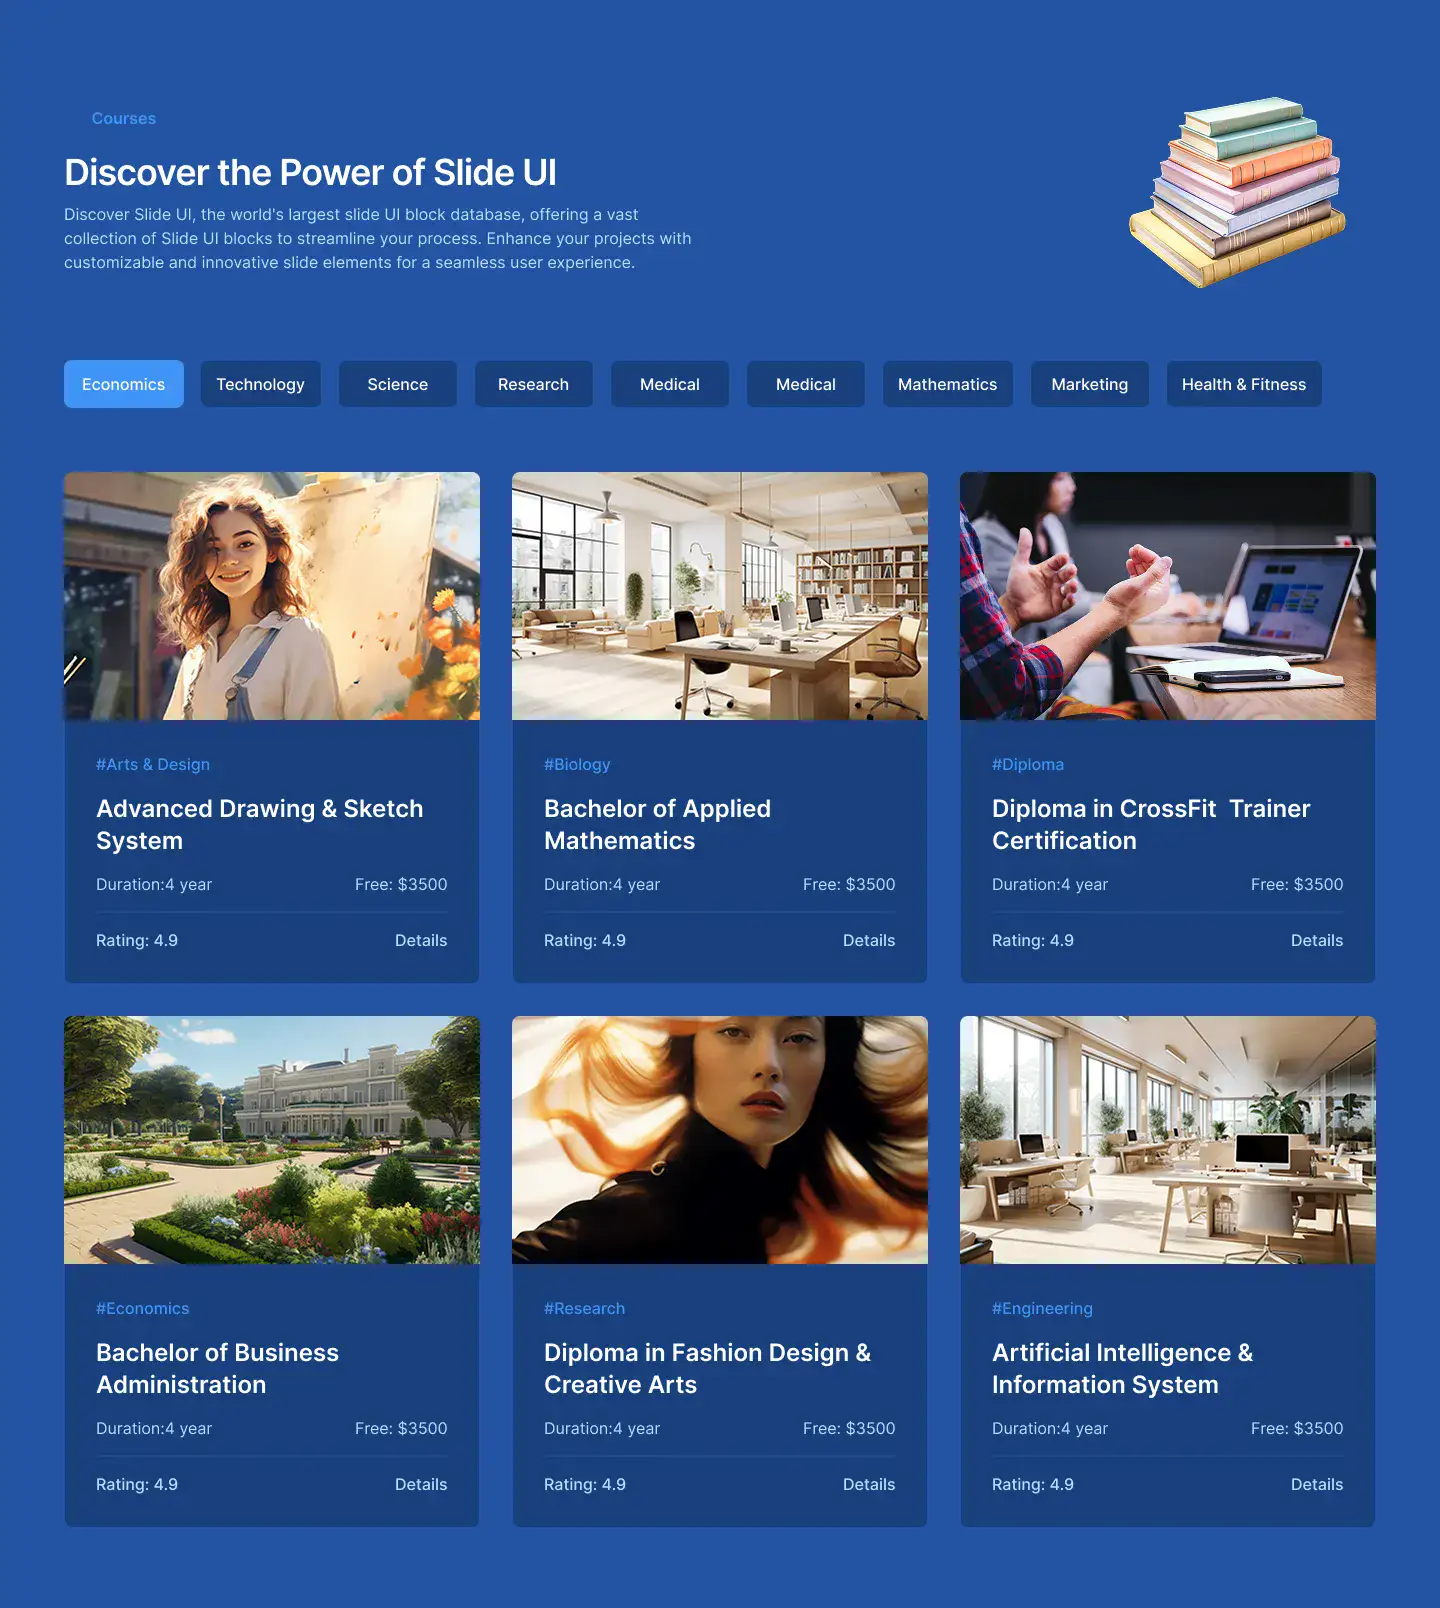 Courses
Discover the Power of Slide UI
Discover Slide UI, the world's largest slide UI block database, offering a vast
collection of Slide UI blocks to streamline your process. Enhance your projects with
customizable and innovative slide elements for a seamless user experience.
Economics
Technology
Science
Research
Medical
Medical
Mathematics
Marketing
Health & Fitness
#Arts & Design
Advanced Drawing & Sketch
System
Duration:4 year
Free: $3500
Rating: 4.9
Details
#Biology
Bachelor of Applied
Mathematics
Duration:4 year
Free: $3500
Rating: 4.9
Details
#Diploma
Diploma in CrossFit  Trainer
Certification
Duration:4 year
Free: $3500
Rating: 4.9
Details
#Economics
Bachelor of Business
Administration
Duration:4 year
Free: $3500
Rating: 4.9
Details
#Research
Diploma in Fashion Design &
Creative Arts
Duration:4 year
Free: $3500
Rating: 4.9
Details
#Engineering
Artificial Intelligence &
Information System
Duration:4 year
Free: $3500
Rating: 4.9
Details